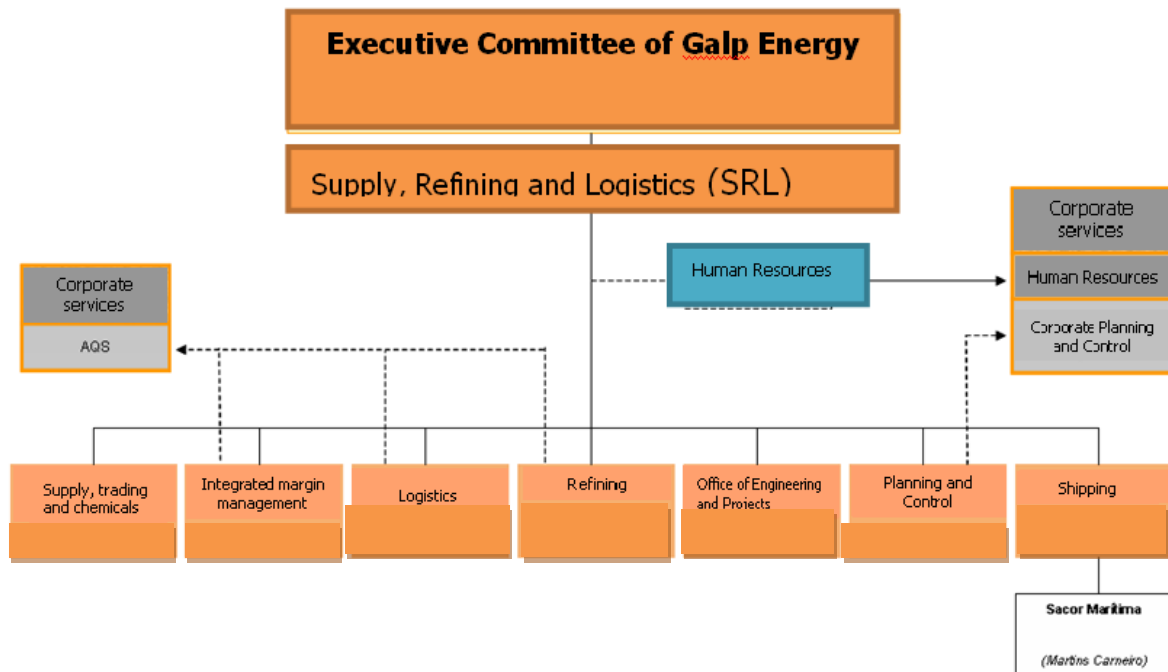 Executive Committee of Galp Energy
Supply, Refining and Logistics (SRL)
Corporate
services
Human Resources
Human Resources
Corporate Planning
and Control
Corporate
services
AQS
Supply, trading
and chemicals
Integrated margin
management
Logistics
Refining
Office of Engineering
and Projects
Planning and
Control
Shipping
Sacor Marítima
(Martins Carneiro)